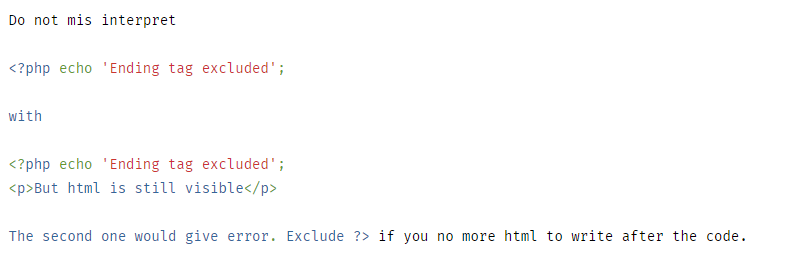 Do not mis interpret
<?php echo 'Ending tag excluded';
with
<?php echo 'Ending tag excluded';
<p>But html is still visible</p>
The second one would give error. Exclude ?> if you no more html to write after the code.